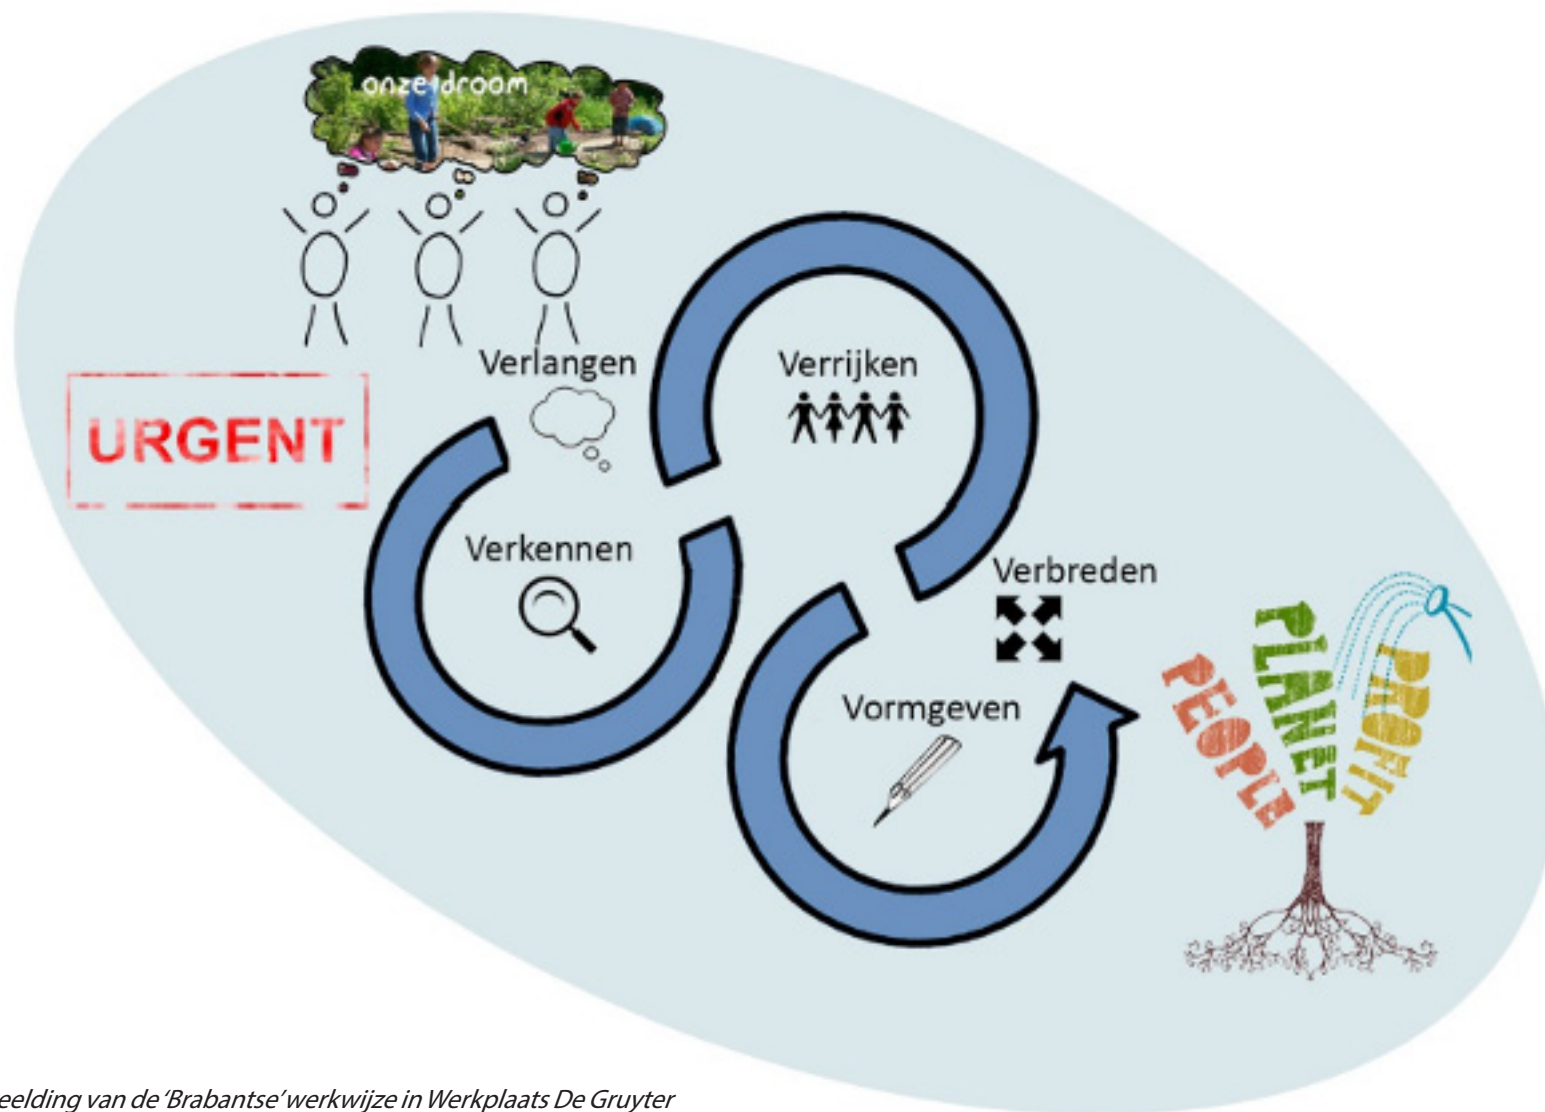 onze droom
Verlangen
Verrijken
URGENT
Verkennen
Verbreden
Vormgeven
PEOPLE
PLANET
PROFIT
eelding van de 'Brabantse' werkwijze in Werkplaats De Gruyter